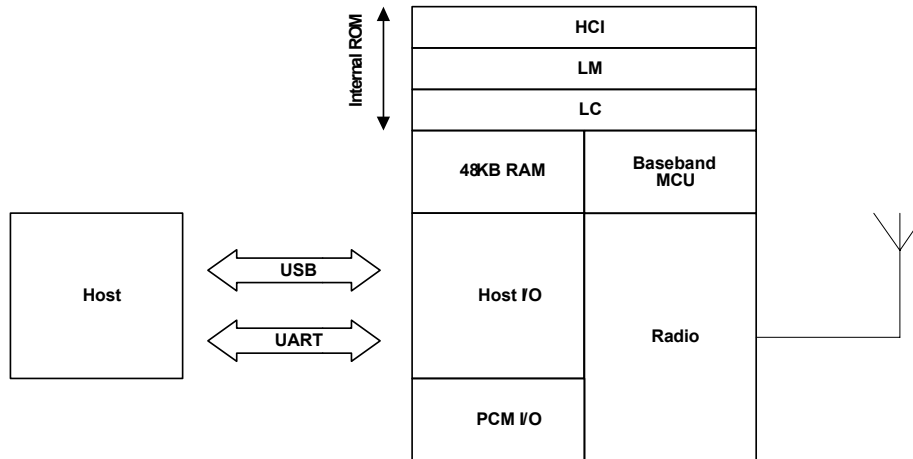 Internal ROM
HCI
LM
LC
48KB RAM
Baseband
MCU
Host
USB
UART
Host I/O
Radio
PCM I/O